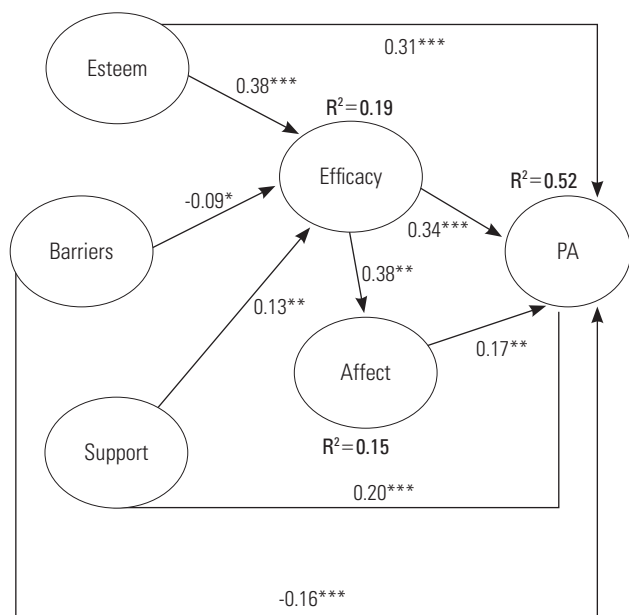 0.31***
Esteem
0.38***
R²=0.19
Efficacy
R²=0.52
-0.09*
0.34***
PA
Barriers
0.38**
0.13**
0.17**
Affect
R²=0.15
Support
0.20***
-0.16***